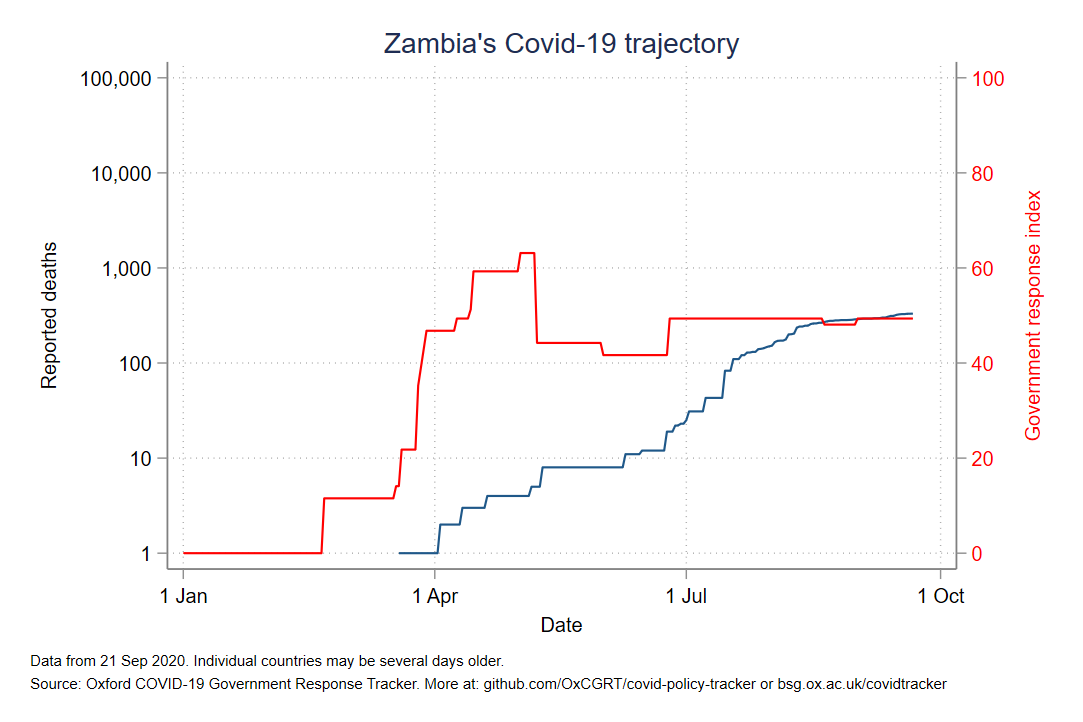 Zambia's Covid-19 trajectory
100,000
10,000
1,000
100
10
1
Reported deaths
100
80
60
40
20
0
Government response index
1 Jan
1 Apr
1 Jul
1 Oct
Date
Data from 21 Sep 2020. Individual countries may be several days older.
Source: Oxford COVID-19 Government Response Tracker. More at: github.com/OxCGRT/covid-policy-tracker or bsg.ox.ac.uk/covidtracker